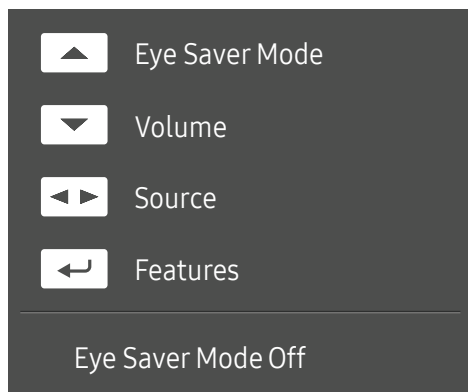 Eye Saver Mode
Volume
Source
Features
Eye Saver Mode Off